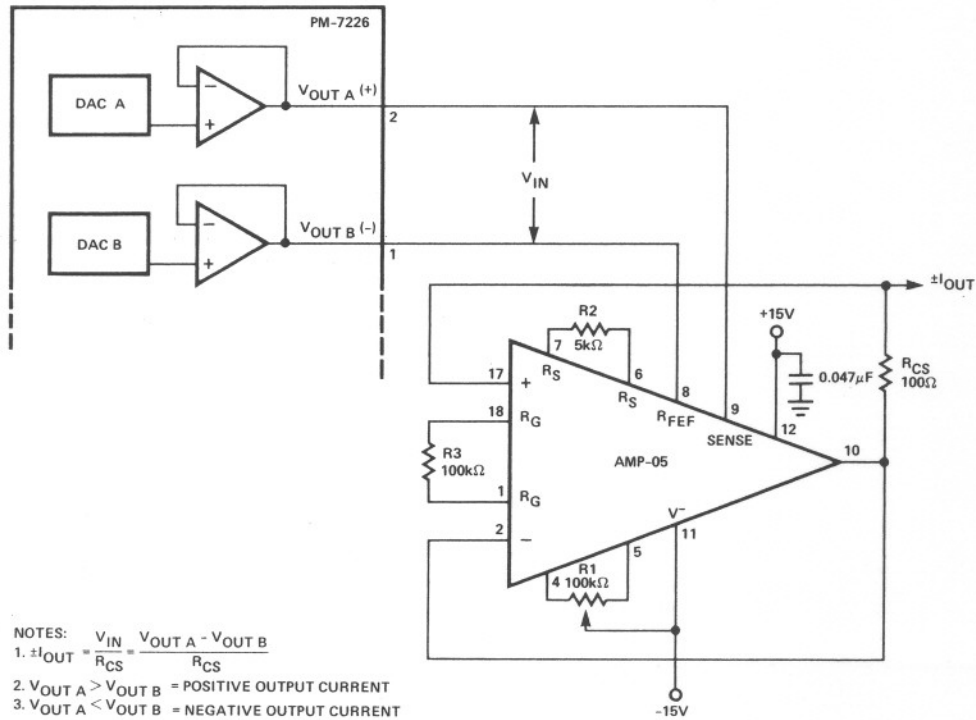 PM-7226
DAC A
−
+
VOUT A (+)
2
DAC B
−
+
VOUT B (−)
1
VIN
±IOUT
+15V
R2
5kΩ
7
RS
6
RS
8
RFEF
9
SENSE
12
0.047μF
RCS
100Ω
17
+
18
RG
R3
100kΩ
1
RG
2
−
AMP-05
10
V−
11
5
4
R1
100kΩ
-15V
NOTES:
1. ±IOUT = VIN / RCS = VOUT A - VOUT B / RCS
2. VOUT A > VOUT B = POSITIVE OUTPUT CURRENT
3. VOUT A < VOUT B = NEGATIVE OUTPUT CURRENT